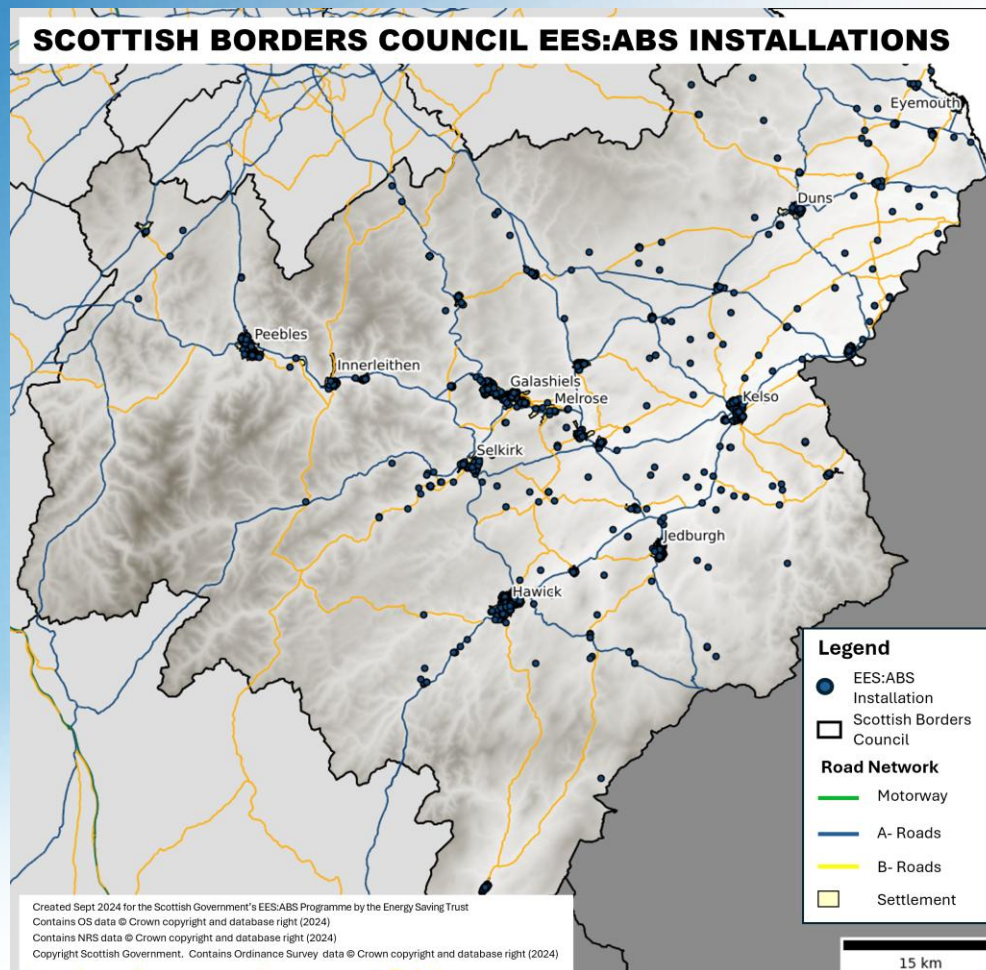 SCOTTISH BORDERS COUNCIL EES:ABS INSTALLATIONS
Eyemouth
Duns
Peebles
Innerleithen
Galashiels
Melrose
Kelso
Selkirk
Jedburgh
Hawick
Legend
EES:ABS
Installation
Scottish Borders
Council
Road Network
Motorway
A- Roads
B- Roads
Settlement
Created Sept 2024 for the Scottish Government's EES:ABS Programme by the Energy Saving Trust
Contains OS data © Crown copyright and database right (2024)
Contains NRS data © Crown copyright and database right (2024)
Copyright Scottish Government. Contains Ordinance Survey data © Crown copyright and database right (2024)
15 km